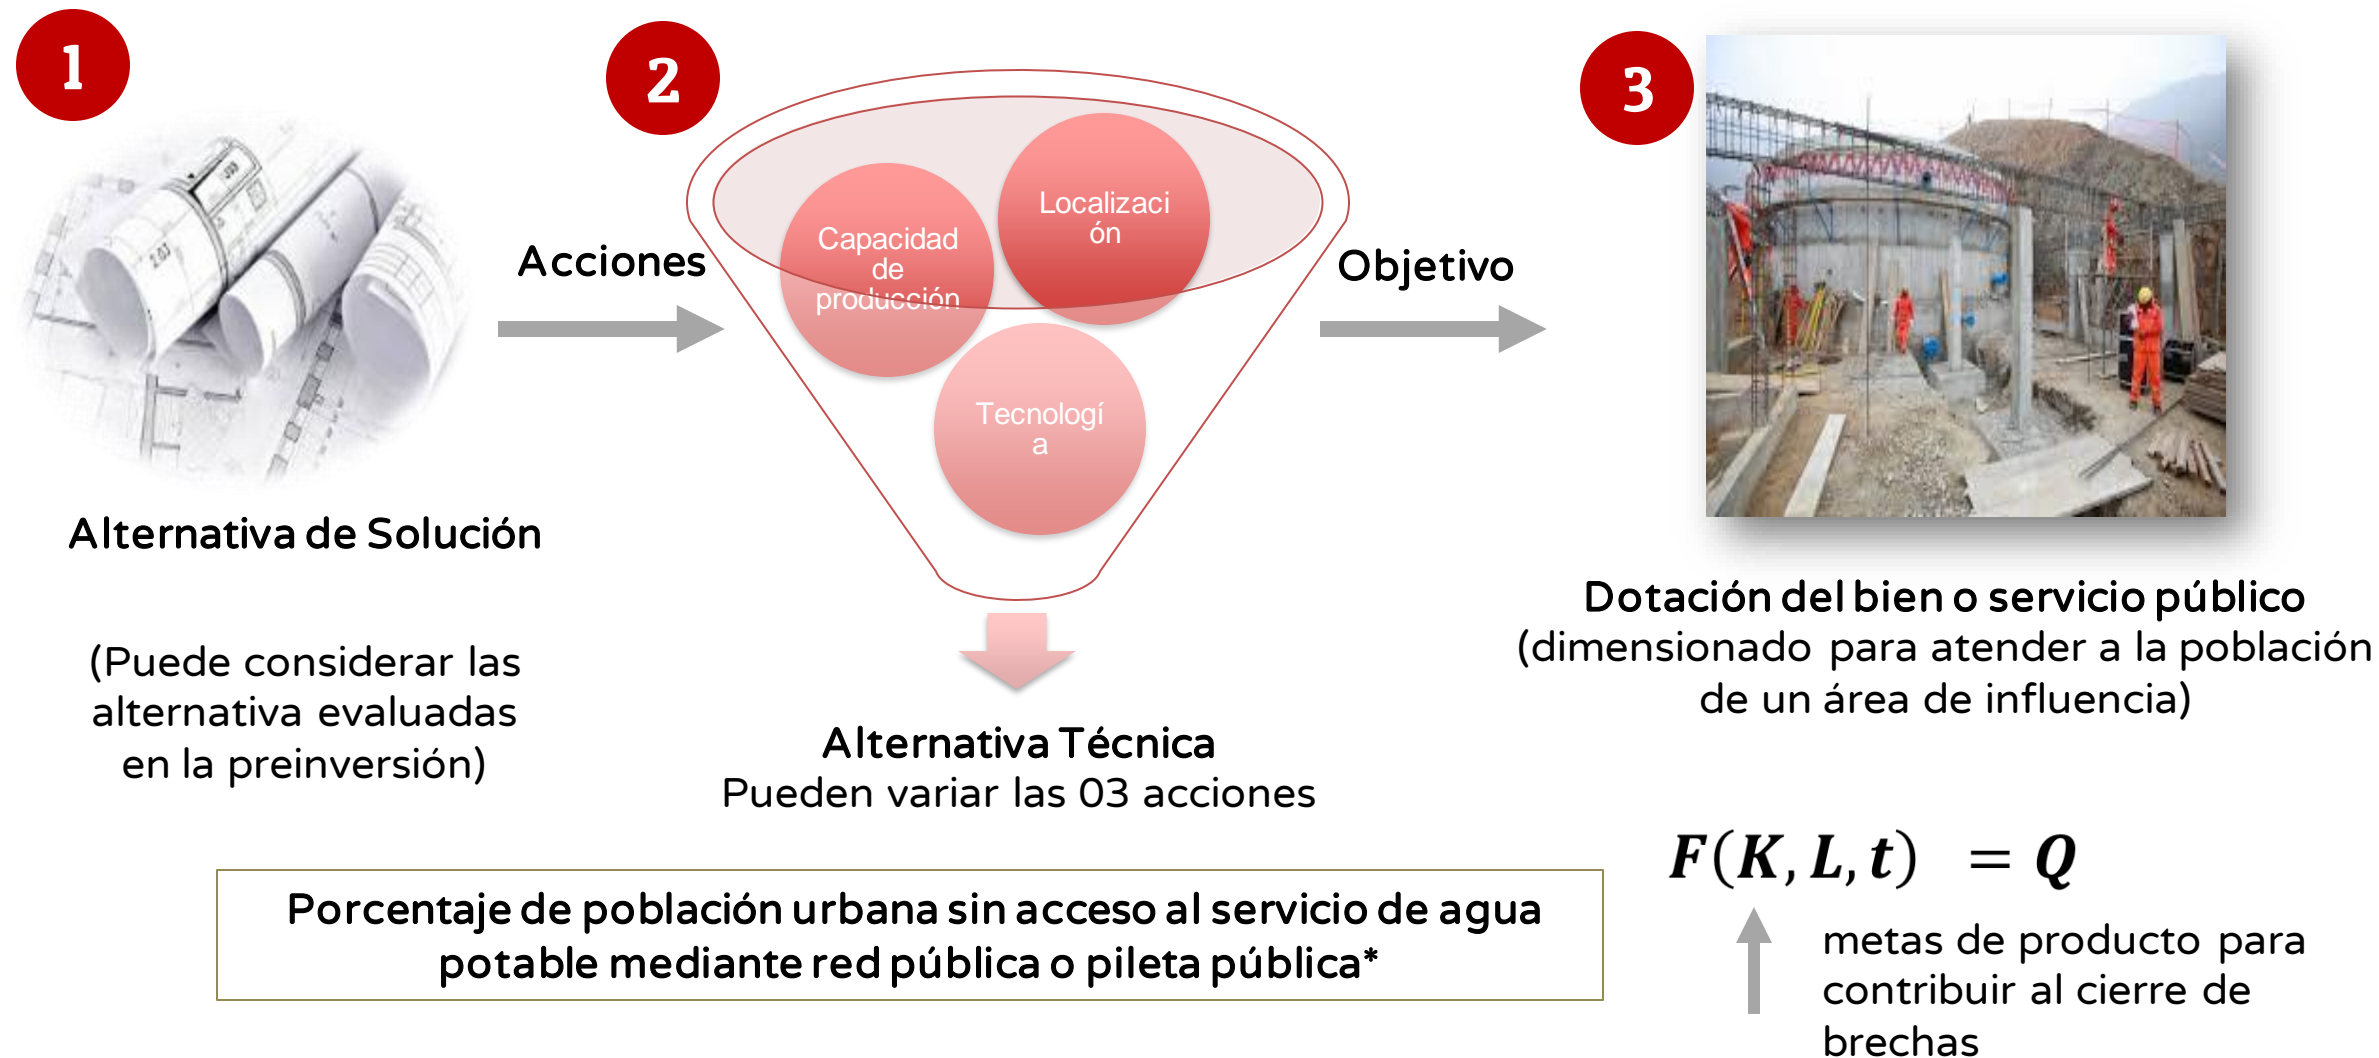 1
Alternativa de Solución
(Puede considerar las
alternativa evaluadas
en la preinversión)
Acciones
2
Capacidad
de
producción
Localizaci
ón
Tecnologí
a
Alternativa Técnica
Pueden variar las 03 acciones
Objetivo
3
Dotación del bien o servicio público
(dimensionado para atender a la población
de un área de influencia)
F(K, L, t) = Q
metas de producto para
contribuir al cierre de
brechas
Porcentaje de población urbana sin acceso al servicio de agua
potable mediante red pública o pileta pública*